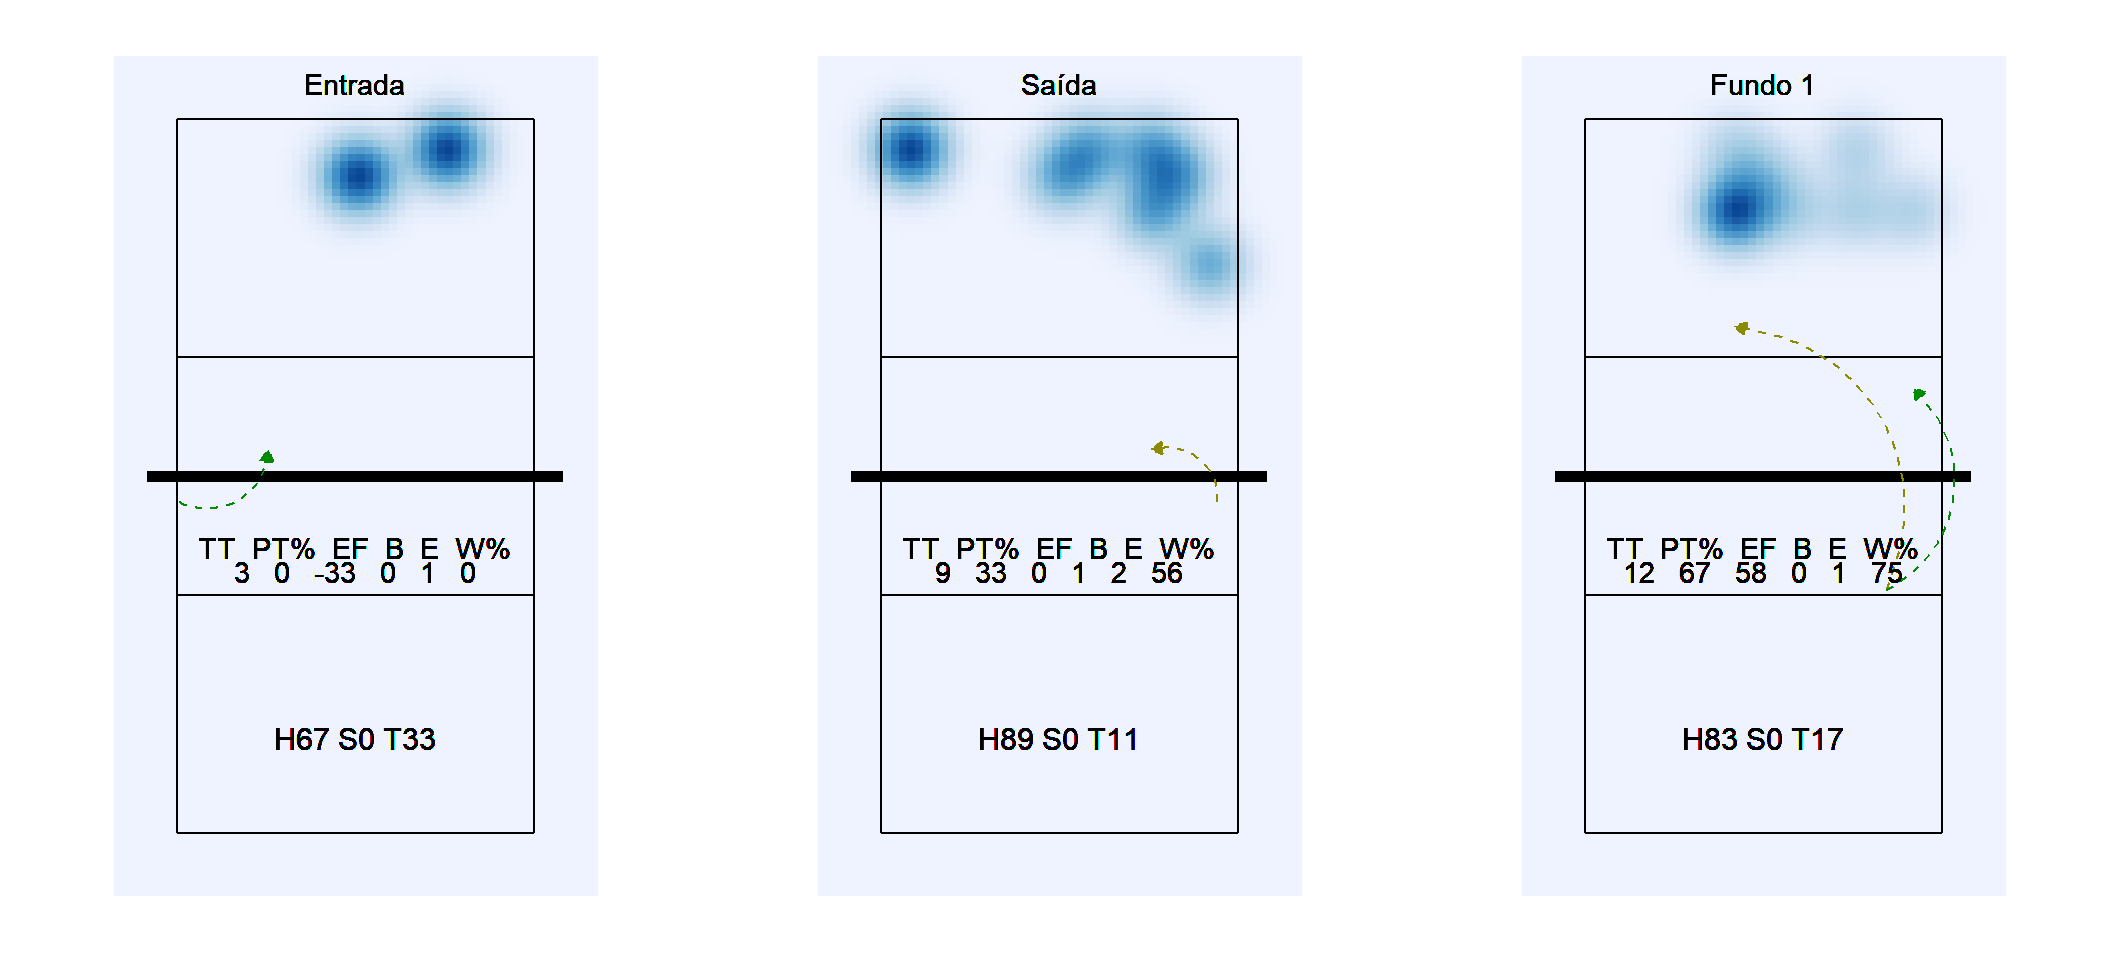 Entrada
TT PT% EF B E W%
3 0 -33 0 1 0
H67 S0 T33
Saída
TT PT% EF B E W%
9 33 0 1 2 56
H89 S0 T11
Fundo 1
TT PT% EF B E W%
12 67 58 0 1 75
H83 S0 T17